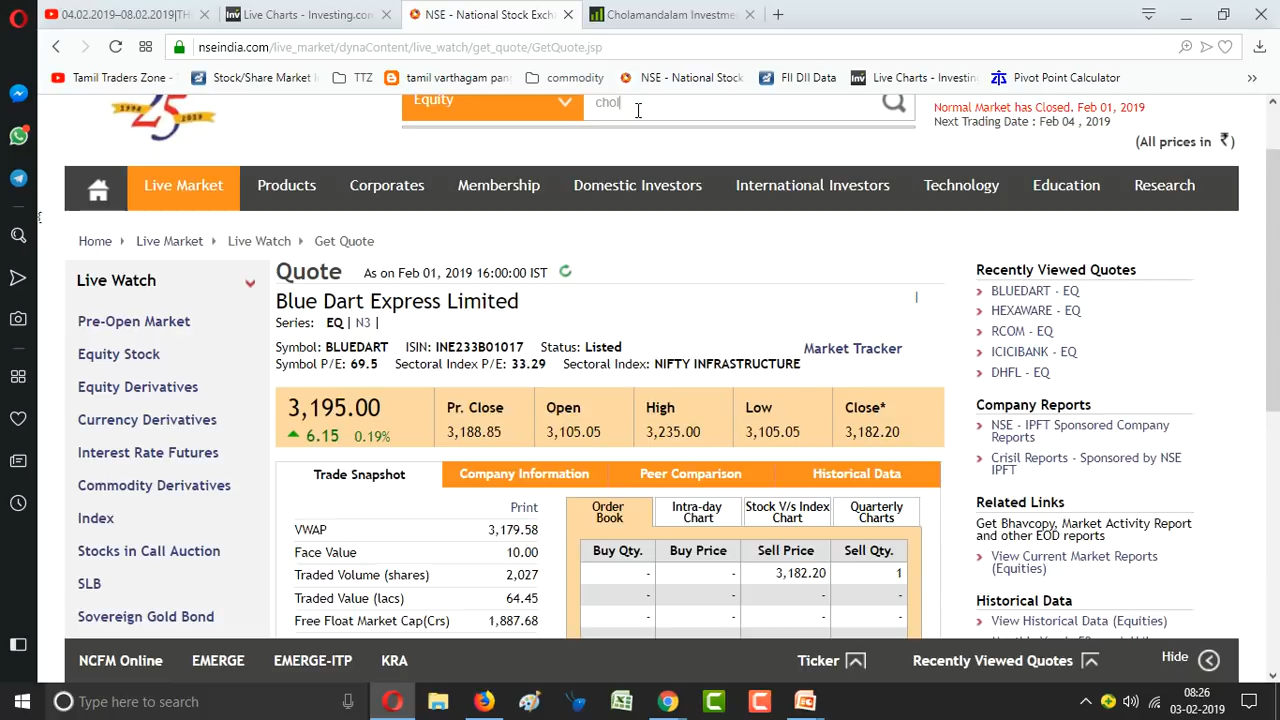 04.02.2019–08.02.2019|TH
Live Charts - Investing.com
NSE - National Stock Exch
Cholamandalam Investme
nseindia.com/live_market/dynaContent/live_watch/get_quote/GetQuote.jsp
Tamil Traders Zone -
Stock/Share Market I
TTZ
tamil varthagam pan
commodity
NSE - National Stock
FII DII Data
Live Charts - Investin
Pivot Point Calculator
1994 2019
25
Equity
chol
Normal Market has Closed. Feb 01, 2019
Next Trading Date : Feb 04 , 2019
(All prices in ₹)
Live Market
Products
Corporates
Membership
Domestic Investors
International Investors
Technology
Education
Research
Home
Live Market
Live Watch
Get Quote
Live Watch
Pre-Open Market
Equity Stock
Equity Derivatives
Currency Derivatives
Interest Rate Futures
Commodity Derivatives
Index
Stocks in Call Auction
SLB
Sovereign Gold Bond
Quote As on Feb 01, 2019 16:00:00 IST
Blue Dart Express Limited |
Series: EQ | N3 |
Symbol: BLUEDART ISIN: INE233B01017 Status: Listed
Market Tracker
Symbol P/E: 69.5 Sectoral Index P/E: 33.29 Sectoral Index: NIFTY INFRASTRUCTURE
3,195.00
6.15 0.19%
Pr. Close
3,188.85
Open
3,105.05
High
3,235.00
Low
3,105.05
Close*
3,182.20
Trade Snapshot
Company Information
Peer Comparison
Historical Data
Print
VWAP 3,179.58
Face Value 10.00
Traded Volume (shares) 2,027
Traded Value (lacs) 64.45
Free Float Market Cap(Crs) 1,887.68
Order
Book
Intra-day
Chart
Stock V/s Index
Chart
Quarterly
Charts
Buy Qty. Buy Price Sell Price Sell Qty.
- - 3,182.20 1
- - - -
- - - -
Recently Viewed Quotes
BLUEDART - EQ
HEXAWARE - EQ
RCOM - EQ
ICICIBANK - EQ
DHFL - EQ
Company Reports
NSE - IPFT Sponsored Company
Reports
Crisil Reports - Sponsored by NSE
IPFT
Related Links
Get Bhavcopy, Market Activity Report
and other EOD reports
View Current Market Reports
(Equities)
Historical Data
View Historical Data (Equities)
NCFM Online
EMERGE
EMERGE-ITP
KRA
Ticker
Recently Viewed Quotes
Hide
Type here to search
08:26
03-02-2019